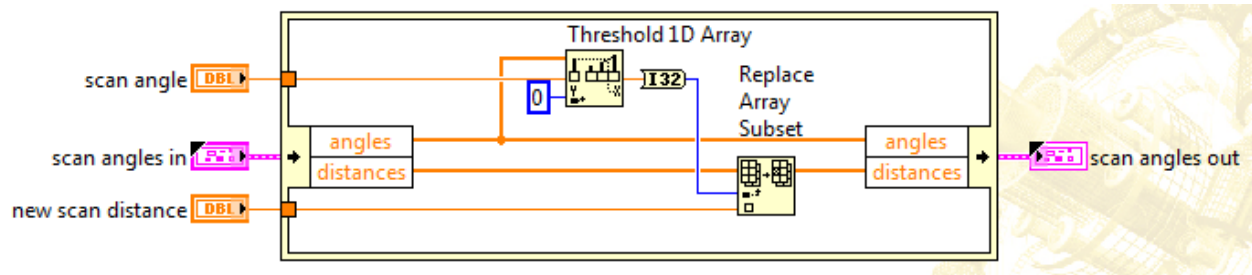 Threshold 1D Array
scan angle DBL
I32
0
Replace
Array
Subset
scan angles in
angles
distances
angles
distances
scan angles out
new scan distance DBL